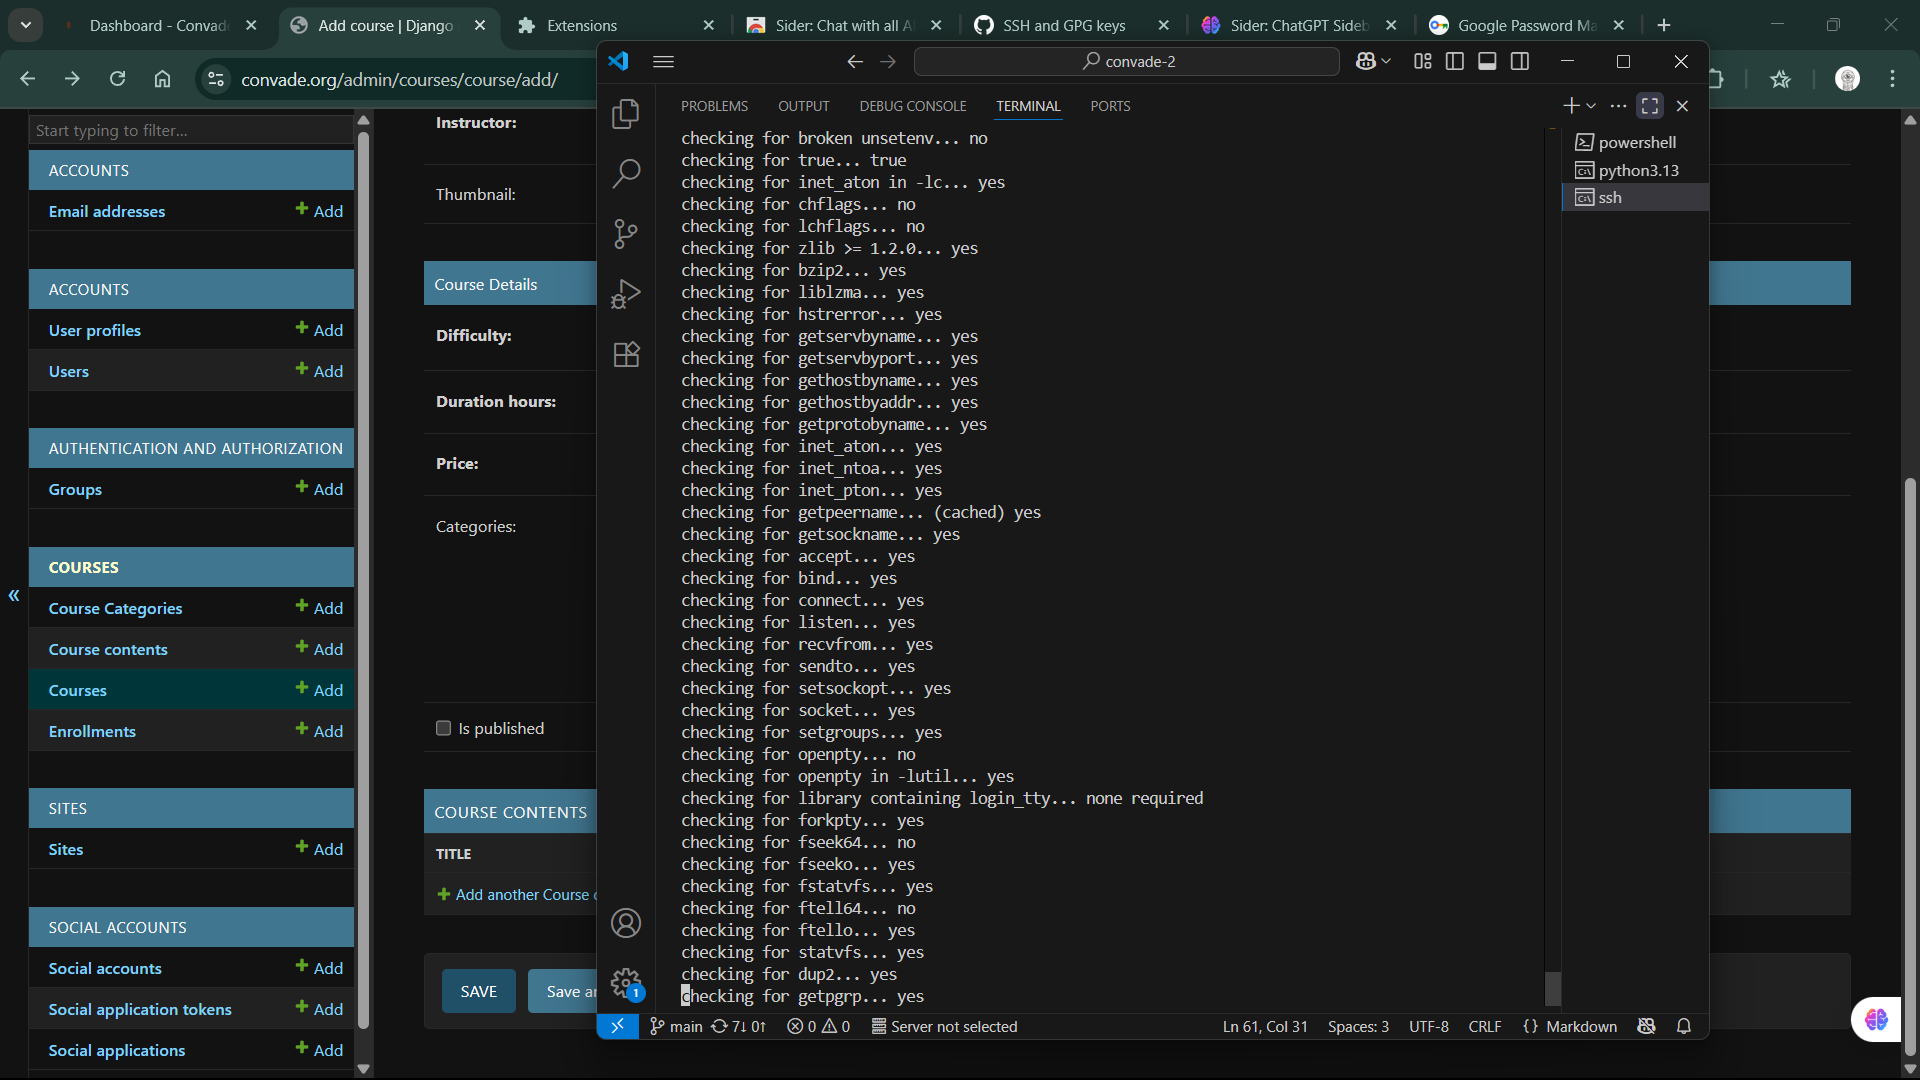 Dashboard - Convade
Add course | Django
Extensions
Sider: Chat with all AI
SSH and GPG keys
Sider: ChatGPT Sideb
Google Password Ma
convade.org/admin/courses/course/add/
Start typing to filter...
ACCOUNTS
Email addresses
Add
ACCOUNTS
User profiles
Add
Users
Add
AUTHENTICATION AND AUTHORIZATION
Groups
Add
COURSES
Course Categories
Add
Course contents
Add
Courses
Add
Enrollments
Add
SITES
Sites
Add
SOCIAL ACCOUNTS
Social accounts
Add
Social application tokens
Add
Social applications
Add
«
Instructor:
Thumbnail:
Course Details
Difficulty:
Duration hours:
Price:
Categories:
Is published
COURSE CONTENTS
TITLE
Add another Course
SAVE
Save
convade-2
PROBLEMS
OUTPUT
DEBUG CONSOLE
TERMINAL
PORTS
checking for broken unsetenv... no
checking for true... true
checking for inet_aton in -lc... yes
checking for chflags... no
checking for lchflags... no
checking for zlib >= 1.2.0... yes
checking for bzip2... yes
checking for liblzma... yes
checking for hstrerror... yes
checking for getservbyname... yes
checking for getservbyport... yes
checking for gethostbyname... yes
checking for gethostbyaddr... yes
checking for getprotobyname... yes
checking for inet_aton... yes
checking for inet_ntoa... yes
checking for inet_pton... yes
checking for getpeername... (cached) yes
checking for getsockname... yes
checking for accept... yes
checking for bind... yes
checking for connect... yes
checking for listen... yes
checking for recvfrom... yes
checking for sendto... yes
checking for setsockopt... yes
checking for socket... yes
checking for setgroups... yes
checking for openpty... no
checking for openpty in -lutil... yes
checking for library containing login_tty... none required
checking for forkpty... yes
checking for fseek64... no
checking for fseeko... yes
checking for fstatvfs... yes
checking for ftell64... no
checking for ftello... yes
checking for statvfs... yes
checking for dup2... yes
checking for getpgrp... yes
powershell
python3.13
ssh
1
main
7↓ 0↑
0
0
Server not selected
Ln 61, Col 31
Spaces: 3
UTF-8
CRLF
{} Markdown